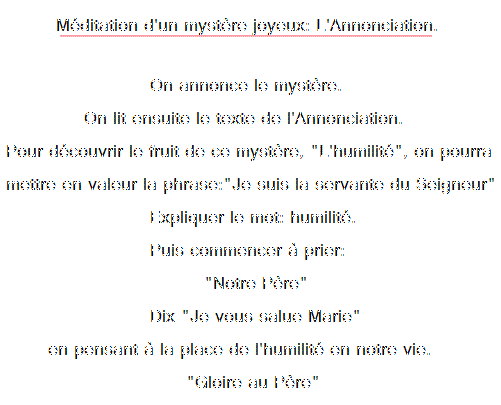 Méditation d'un mystère joyeux: L'Annonciation.
On annonce le mystère.
On lit ensuite le texte de l'Annonciation.
Pour découvrir le fruit de ce mystère, "L'humilité", on pourra
mettre en valeur la phrase:"Je suis la servante du Seigneur"
Expliquer le mot: humilité.
Puis commencer à prier:
"Notre Père"
Dix "Je vous salue Marie"
en pensant à la place de l'humilité en notre vie.
"Gloire au Père"